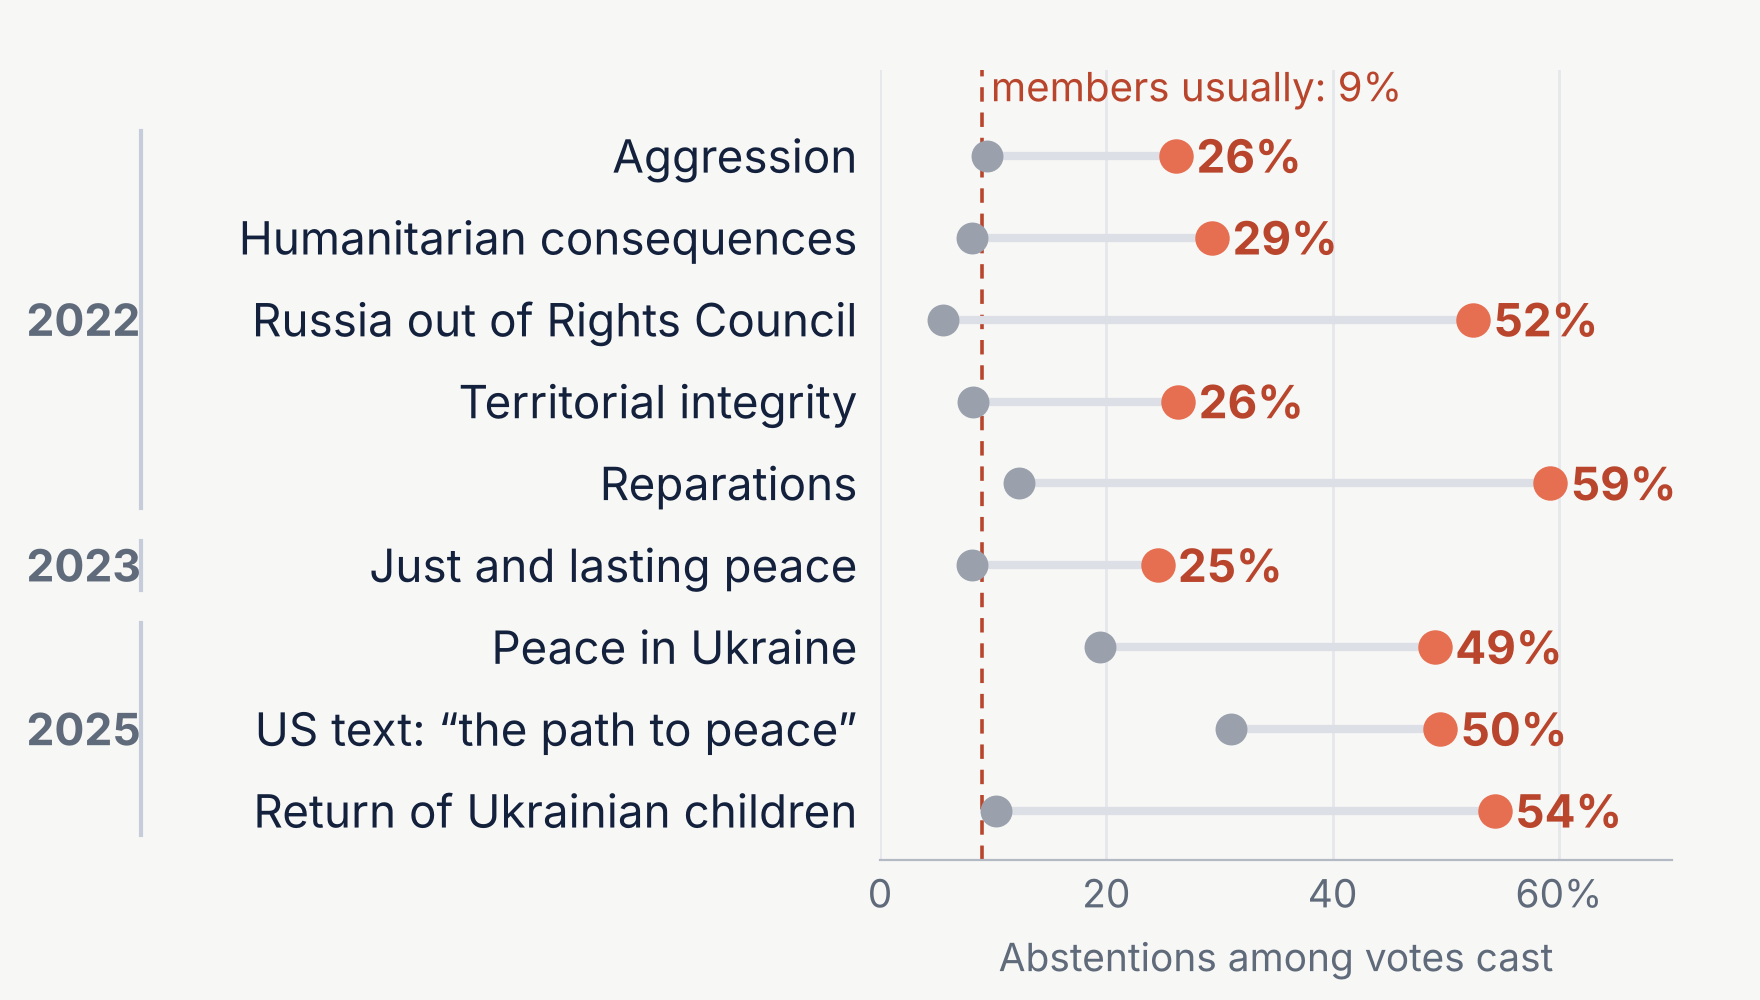 members usually: 9%
Aggression 26%
Humanitarian consequences 29%
2022 Russia out of Rights Council 52%
Territorial integrity 26%
Reparations 59%
2023 Just and lasting peace 25%
Peace in Ukraine 49%
2025 US text: “the path to peace” 50%
Return of Ukrainian children 54%
0 20 40 60%
Abstentions among votes cast